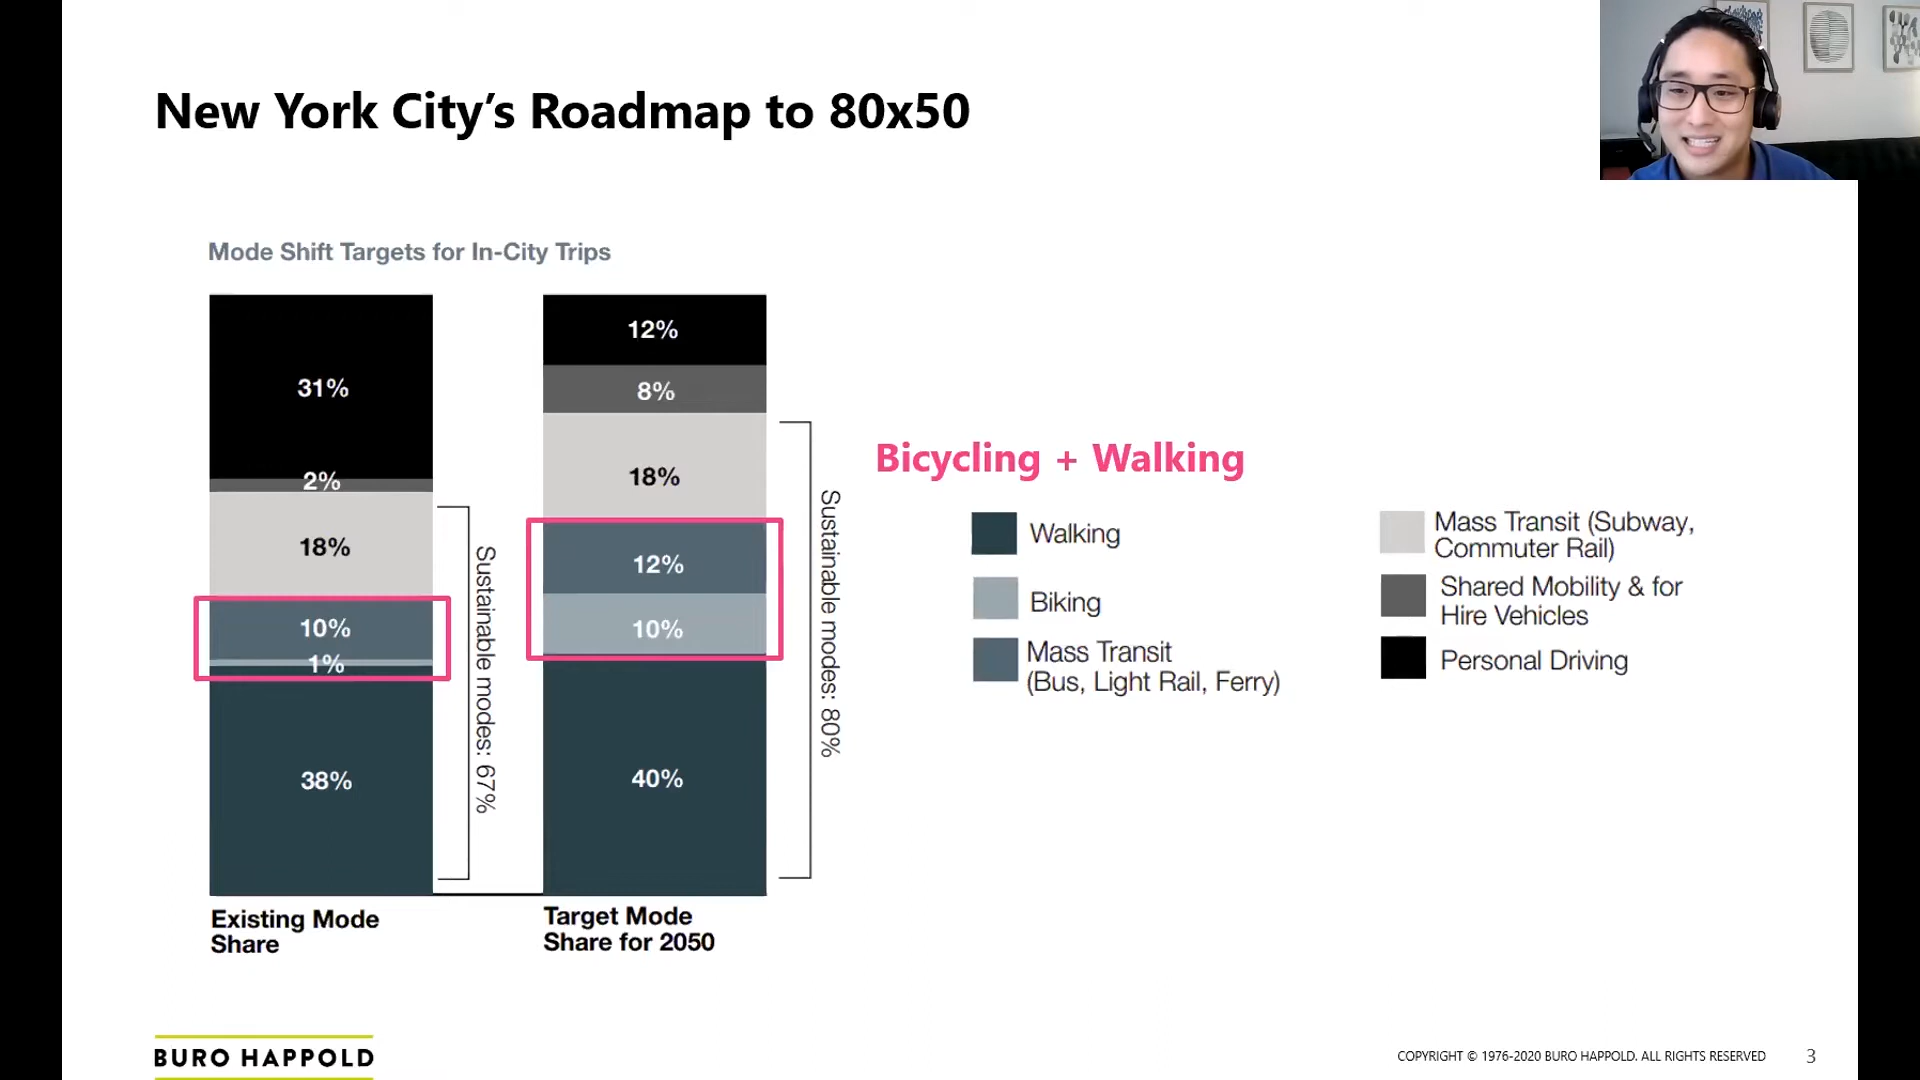 New York City’s Roadmap to 80x50
Mode Shift Targets for In-City Trips
31%
2%
18%
10%
1%
38%
Sustainable modes: 67%
Existing Mode
Share
12%
8%
18%
12%
10%
40%
Sustainable modes: 80%
Target Mode
Share for 2050
Bicycling + Walking
Walking
Biking
Mass Transit
(Bus, Light Rail, Ferry)
Mass Transit (Subway,
Commuter Rail)
Shared Mobility & for
Hire Vehicles
Personal Driving
BURO HAPPOLD
COPYRIGHT © 1976-2020 BURO HAPPOLD. ALL RIGHTS RESERVED
3